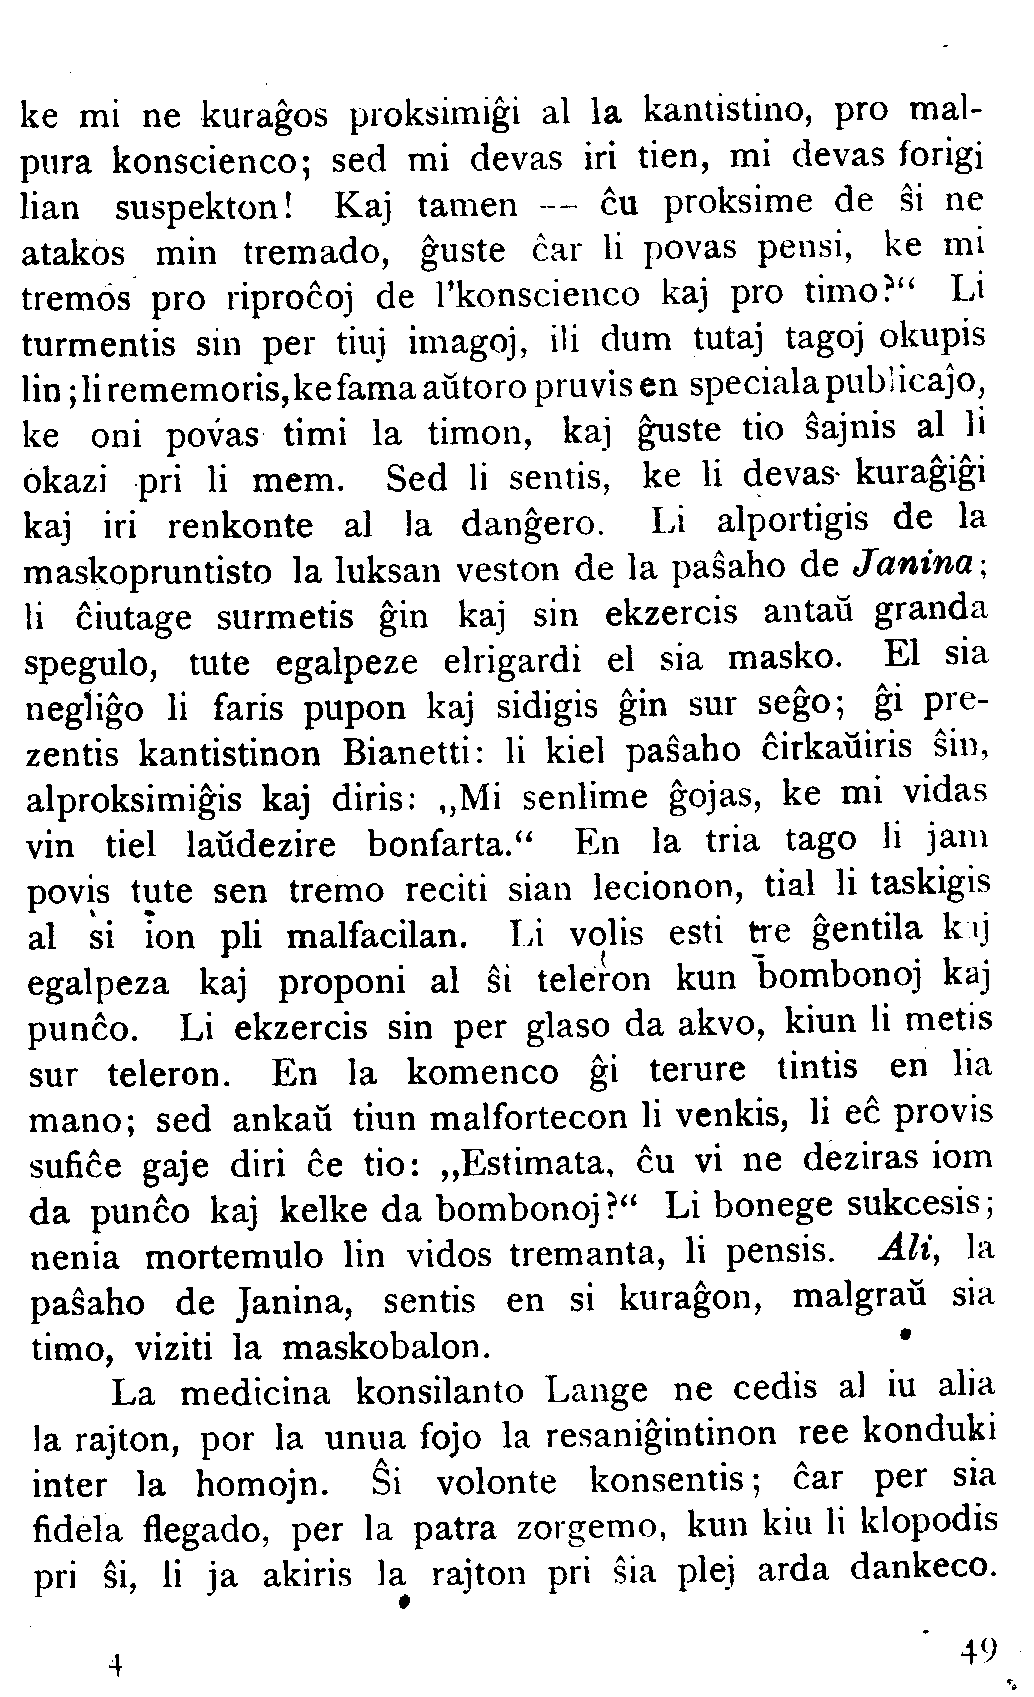 ke mi ne kuraĝos proksimiĝi al la kantistino, pro mal-
pura konscienco; sed mi devas iri tien, mi devas forigi
lian suspekton! Kaj tamen — ĉu proksime de ŝi ne
atakos min tremado, ĝuste ĉar li povas pensi, ke mi
tremos pro riproĉoj de l'konscienco kaj pro timo?“ Li
turmentis sin per tiuj imagoj, ili dum tutaj tagoj okupis
lin; li rememoris, ke fama aŭtoro pruvis en speciala publicaĵo,
ke oni povas timi la timon, kaj ĝuste tio ŝajnis al li
okazi pri li mem. Sed li sentis, ke li devas kuraĝiĝi
kaj iri renkonte al la danĝero. Li alportigis de la
maskopruntisto la luksan veston de la paŝaho de Janina;
li ĉiutage surmetis ĝin kaj sin ekzercis antaŭ granda
spegulo, tute egalpeze elrigardi el sia masko. El sia
negliĝo li faris pupon kaj sidigis ĝin sur seĝo; ĝi pre-
zentis kantistinon Bianetti: li kiel paŝaho ĉirkaŭiris ŝin,
alproksimiĝis kaj diris: „Mi senlime ĝojas, ke mi vidas
vin tiel laŭdezire bonfarta.“ En la tria tago li jam
povis tute sen tremo reciti sian lecionon, tial li taskigis
al si ion pli malfacilan. Li volis esti tre ĝentila kaj
egalpeza kaj proponi al ŝi teleron kun bombonoj kaj
punĉo. Li ekzercis sin per glaso da akvo, kiun li metis
sur teleron. En la komenco ĝi terure tintis en lia
mano; sed ankaŭ tiun malfortecon li venkis, li eĉ provis
sufiĉe gaje diri ĉe tio: „Estimata, ĉu vi ne deziras iom
da punĉo kaj kelke da bombonoj?“ Li bonege sukcesis;
nenia mortemulo lin vidos tremanta, li pensis. Ali, la
paŝaho de Janina, sentis en si kuraĝon, malgraŭ sia
timo, viziti la maskobalon.
La medicina konsilanto Lange ne cedis al iu alia
la rajton, por la unua fojo la resaniĝintinon ree konduki
inter la homojn. Ŝi volonte konsentis; ĉar per sia
fidela flegado, per la patra zorgemo, kun kiu li klopodis
pri ŝi, li ja akiris la rajton pri ŝia plej arda dankeco.
4 49